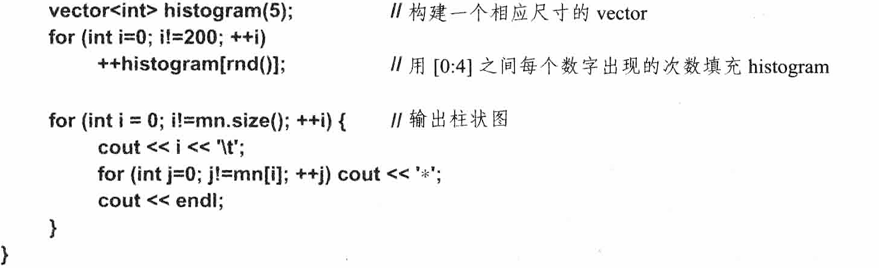 vector<int> histogram(5); // 构建一个相应尺寸的 vector
for (int i=0; i!=200; ++i)
++histogram[rnd()]; // 用 [0:4] 之间每个数字出现的次数填充 histogram
for (int i = 0; i!=mn.size(); ++i) { // 输出柱状图
cout << i << '\t';
for (int j=0; j!=mn[i]; ++j) cout << '*';
cout << endl;
}
}